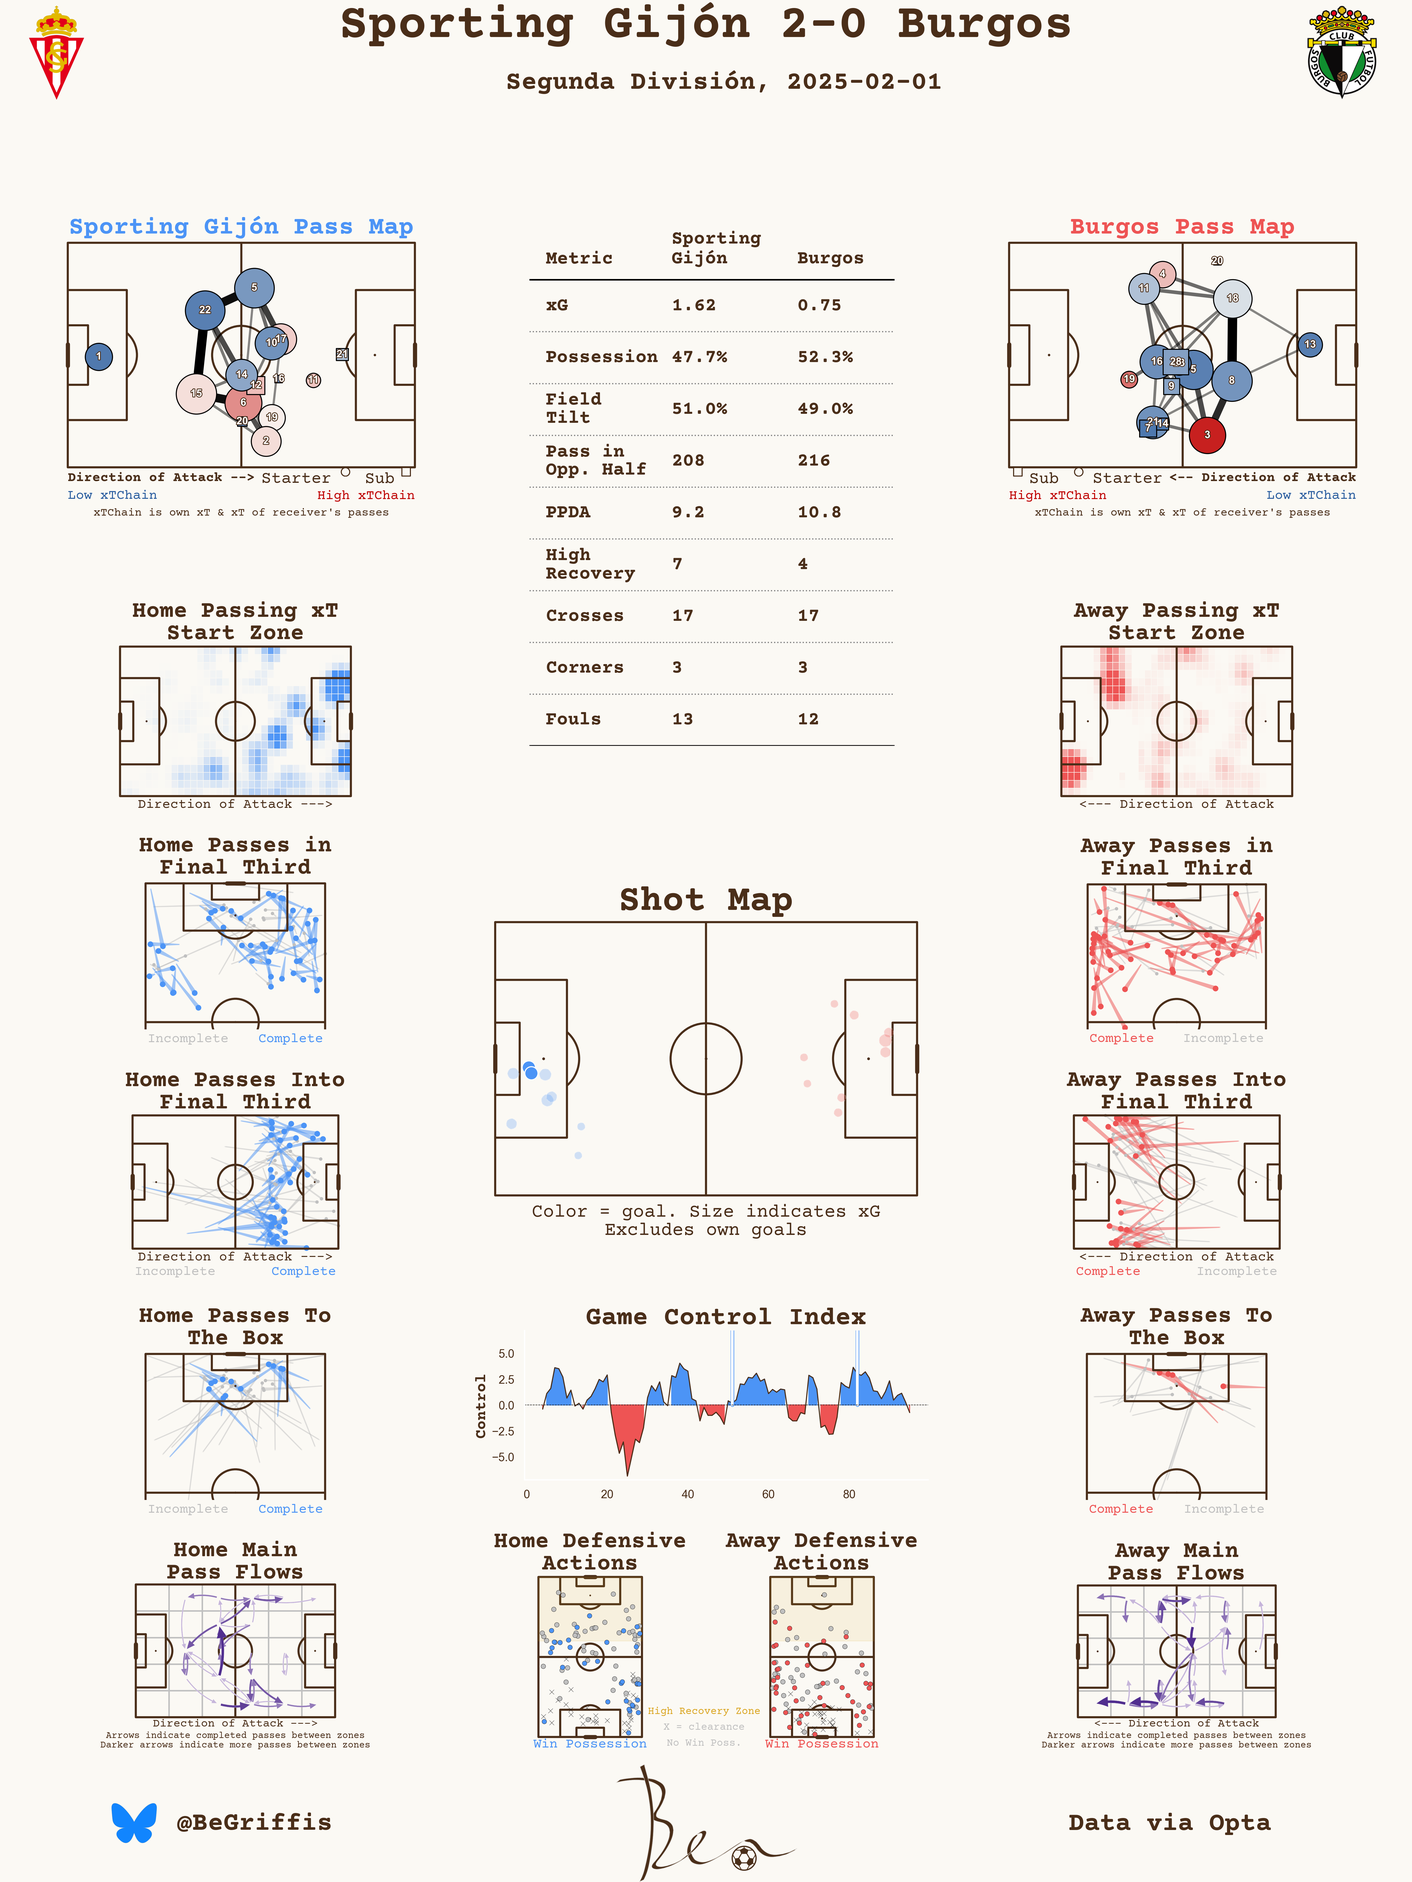 Sporting Gijón 2-0 Burgos
Segunda División, 2025-02-01
CLUB
BURGOS
FUTBOL
Sporting Gijón Pass Map
22
5
1
10
17
21
14
12
16
11
15
6
20
19
2
Direction of Attack --> Starter Sub
Low xTChain High xTChain
xTChain is own xT & xT of receiver's passes
Metric Sporting Gijón Burgos
xG 1.62 0.75
Possession 47.7% 52.3%
Field Tilt 51.0% 49.0%
Pass in Opp. Half 208 216
PPDA 9.2 10.8
High Recovery 7 4
Crosses 17 17
Corners 3 3
Fouls 13 12
Burgos Pass Map
20
4
11
18
13
16
28
5
19
9
8
21
14
7
3
Sub Starter <-- Direction of Attack
High xTChain Low xTChain
xTChain is own xT & xT of receiver's passes
Home Passing xT
Start Zone
Direction of Attack --->
Away Passing xT
Start Zone
<--- Direction of Attack
Home Passes in
Final Third
Incomplete Complete
Away Passes in
Final Third
Complete Incomplete
Shot Map
Color = goal. Size indicates xG
Excludes own goals
Home Passes Into
Final Third
Direction of Attack --->
Incomplete Complete
Away Passes Into
Final Third
<--- Direction of Attack
Complete Incomplete
Home Passes To
The Box
Incomplete Complete
Game Control Index
Control
5.0
2.5
0.0
−2.5
−5.0
0 20 40 60 80
Away Passes To
The Box
Complete Incomplete
Home Main
Pass Flows
Direction of Attack --->
Arrows indicate completed passes between zones
Darker arrows indicate more passes between zones
Home Defensive
Actions
Win Possession
High Recovery Zone
X = clearance
No Win Poss.
Away Defensive
Actions
Win Possession
Away Main
Pass Flows
<--- Direction of Attack
Arrows indicate completed passes between zones
Darker arrows indicate more passes between zones
@BeGriffis
Ben
Data via Opta